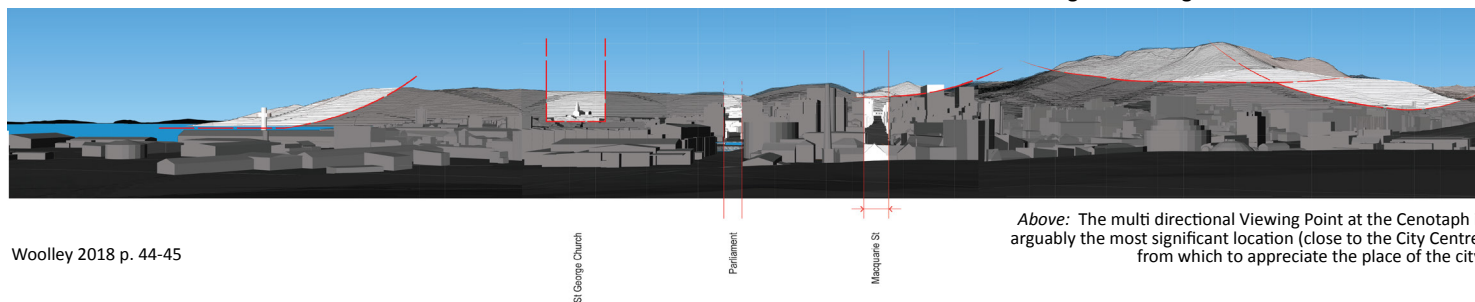 Woolley 2018 p. 44-45
St George Church
Parliament
Macquarie St
Above: The multi directional Viewing Point at the Cenotaph
arguably the most significant location (close to the City Centre
from which to appreciate the place of the city